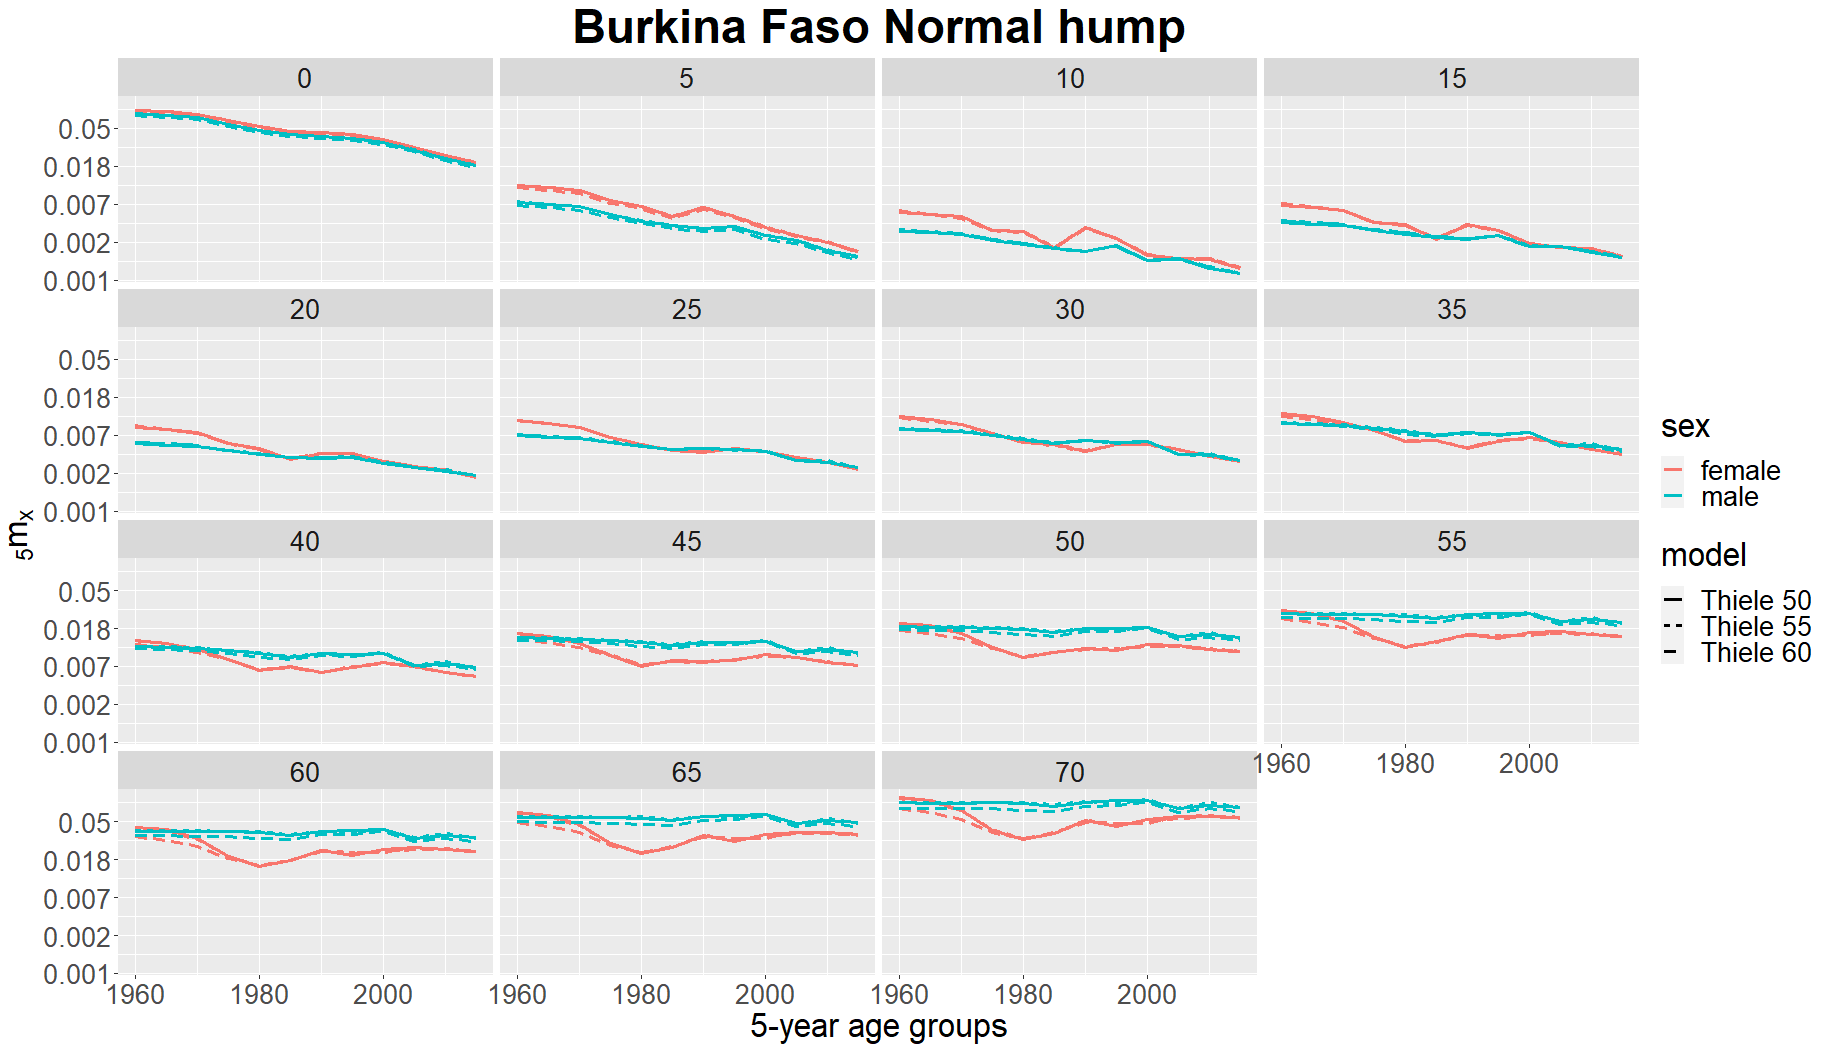 Burkina Faso Normal hump
0 5 10 15
0.05
0.018
0.007
0.002
0.001
20 25 30 35
0.05
0.018
0.007
0.002
0.001
40 45 50 55
0.05
0.018
0.007
0.002
0.001
1960 1980 2000
60 65 70
0.05
0.018
0.007
0.002
0.001
1960 1980 2000 1960 1980 2000 1960 1980 2000
5-year age groups
5mx
sex
female
male
model
Thiele 50
Thiele 55
Thiele 60